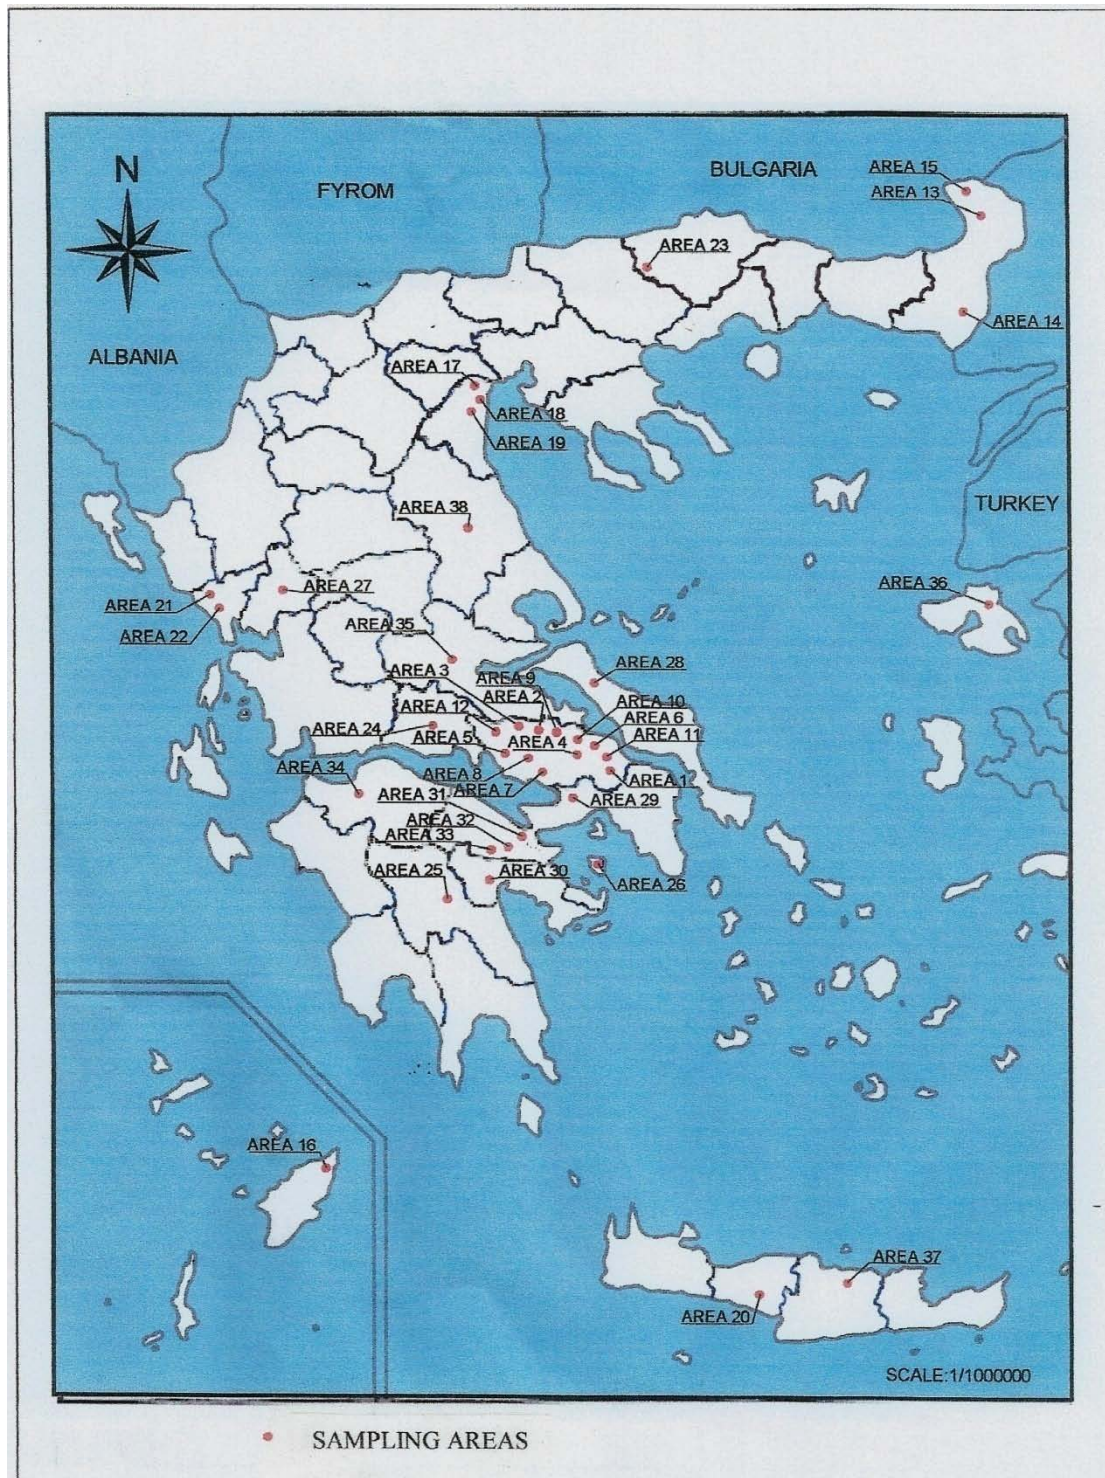 N
FYROM
BULGARIA
AREA 15
AREA 13
AREA 23
AREA 14
ALBANIA
AREA 17
AREA 18
AREA 19
TURKEY
AREA 38
AREA 36
AREA 27
AREA 21
AREA 22
AREA 35
AREA 3
AREA 9
AREA 28
AREA 2
AREA 10
AREA 12
AREA 6
AREA 24
AREA 4
AREA 11
AREA 5
AREA 34
AREA 8
AREA 1
AREA 7
AREA 31
AREA 29
AREA 32
AREA 33
AREA 30
AREA 25
AREA 26
AREA 16
AREA 37
AREA 20
SCALE:1/1000000
SAMPLING AREAS